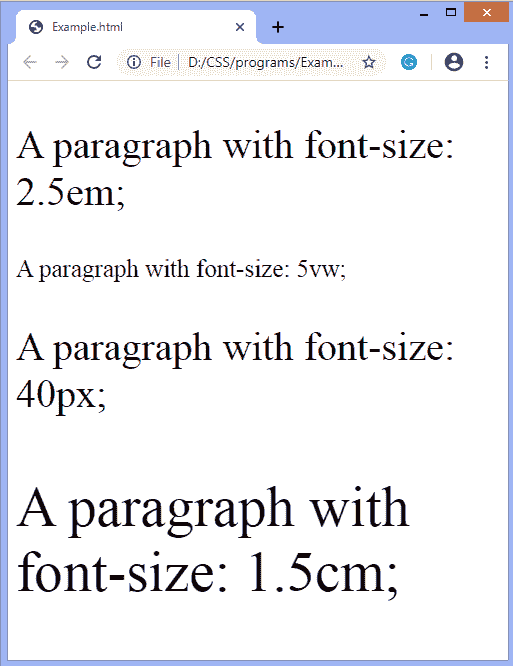 Example.html
File D:/CSS/programs/Exam...
A paragraph with font-size:
2.5em;
A paragraph with font-size: 5vw;
A paragraph with font-size:
40px;
A paragraph with
font-size: 1.5cm;